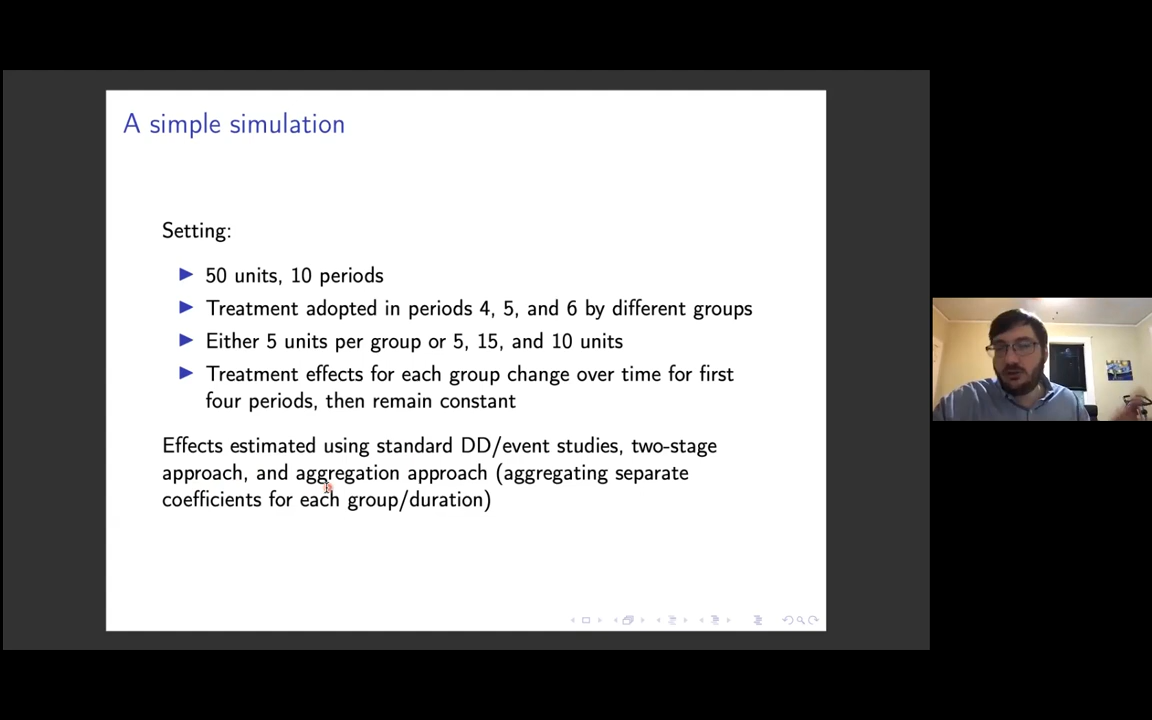 A simple simulation
Setting:
50 units, 10 periods
Treatment adopted in periods 4, 5, and 6 by different groups
Either 5 units per group or 5, 15, and 10 units
Treatment effects for each group change over time for first
four periods, then remain constant
Effects estimated using standard DD/event studies, two-stage
approach, and aggregation approach (aggregating separate
coefficients for each group/duration)